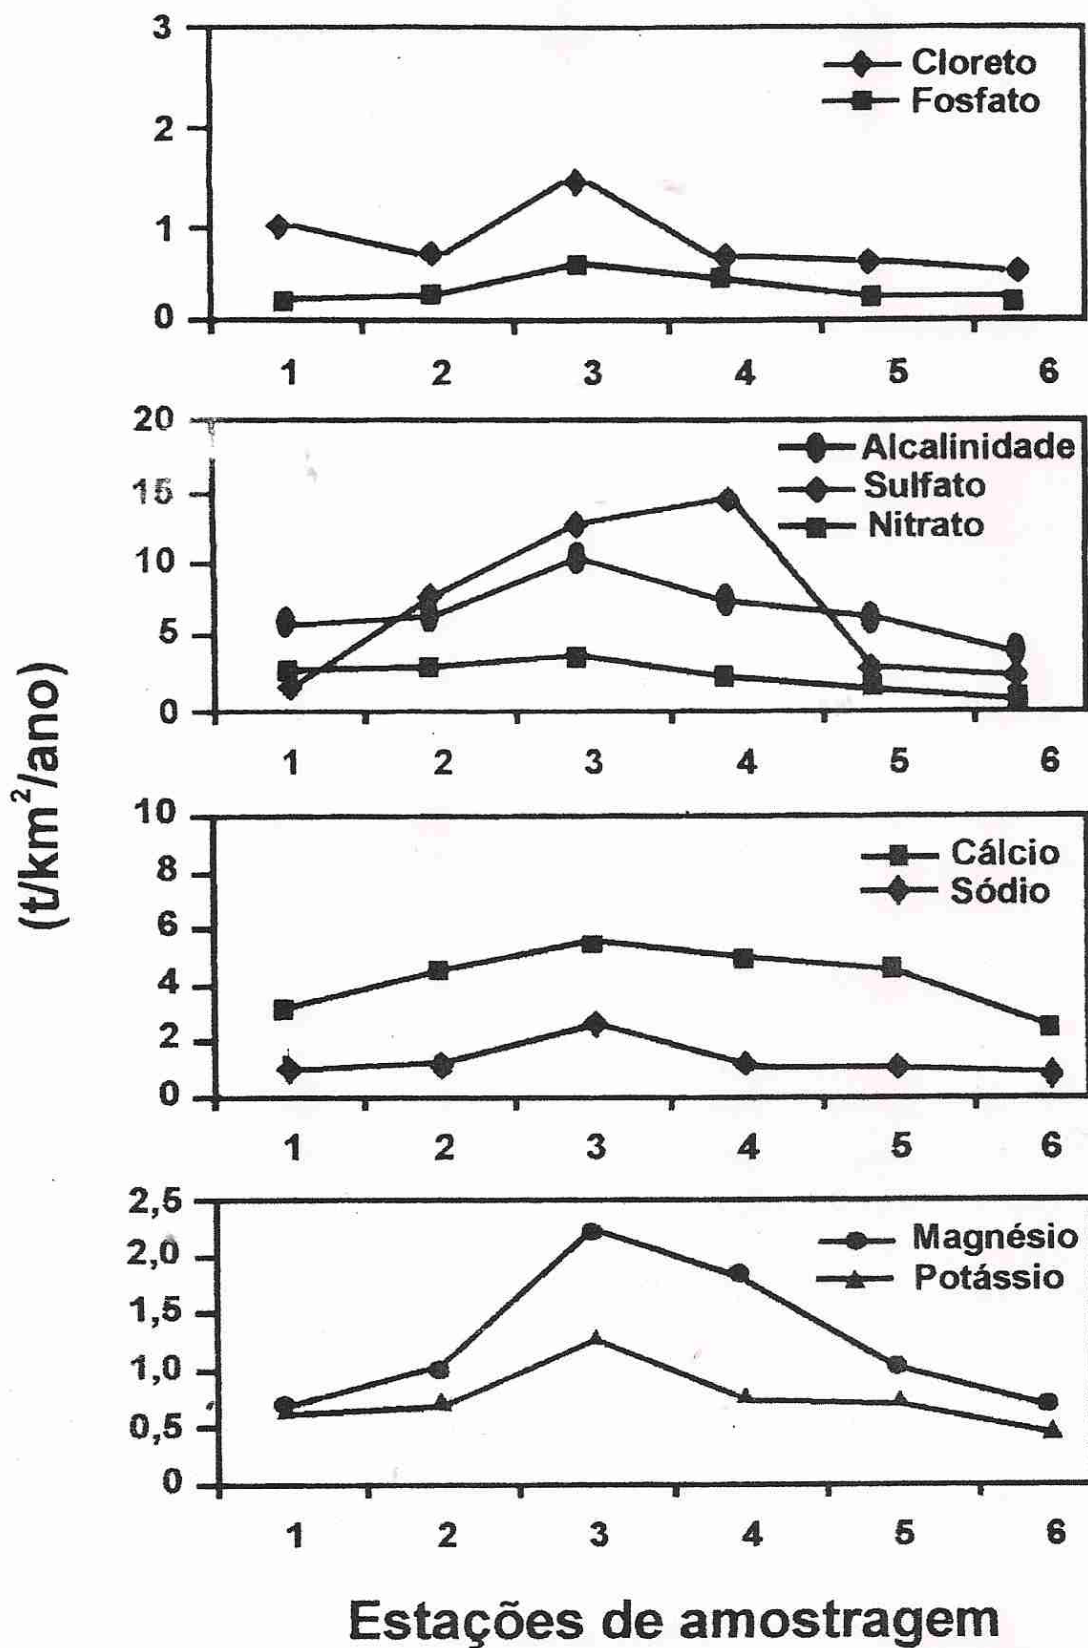 3
Cloreto
Fosfato
2
1
0
1 2 3 4 5 6
20
Alcalinidade
15
Sulfato
Nitrato
10
5
0
1 2 3 4 5 6
(t/km²/ano)
10
Cálcio
8
Sódio
6
4
2
0
1 2 3 4 5 6
2,5
Magnésio
2,0
Potássio
1,5
1,0
0,5
0
1 2 3 4 5 6
Estações de amostragem